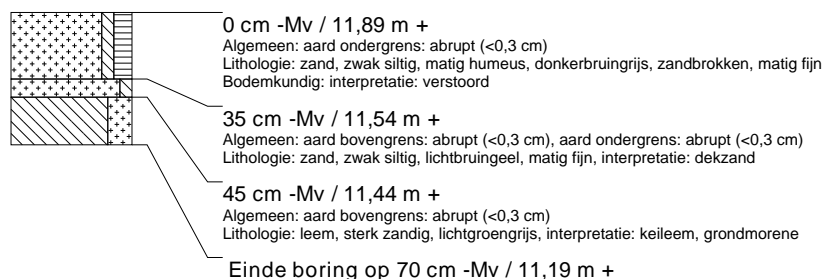 0 cm -Mv / 11,89 m +
Algemeen: aard ondergrens: abrupt (<0,3 cm)
Lithologie: zand, zwak siltig, matig humeus, donkerbruingrijs, zandbrokken, matig fijn
Bodemkundig: interpretatie: verstoord
35 cm -Mv / 11,54 m +
Algemeen: aard bovengrens: abrupt (<0,3 cm), aard ondergrens: abrupt (<0,3 cm)
Lithologie: zand, zwak siltig, lichtbruingeel, matig fijn, interpretatie: dekzand
45 cm -Mv / 11,44 m +
Algemeen: aard bovengrens: abrupt (<0,3 cm)
Lithologie: leem, sterk zandig, lichtgroengrijs, interpretatie: keileem, grondmorene
Einde boring op 70 cm -Mv / 11,19 m +